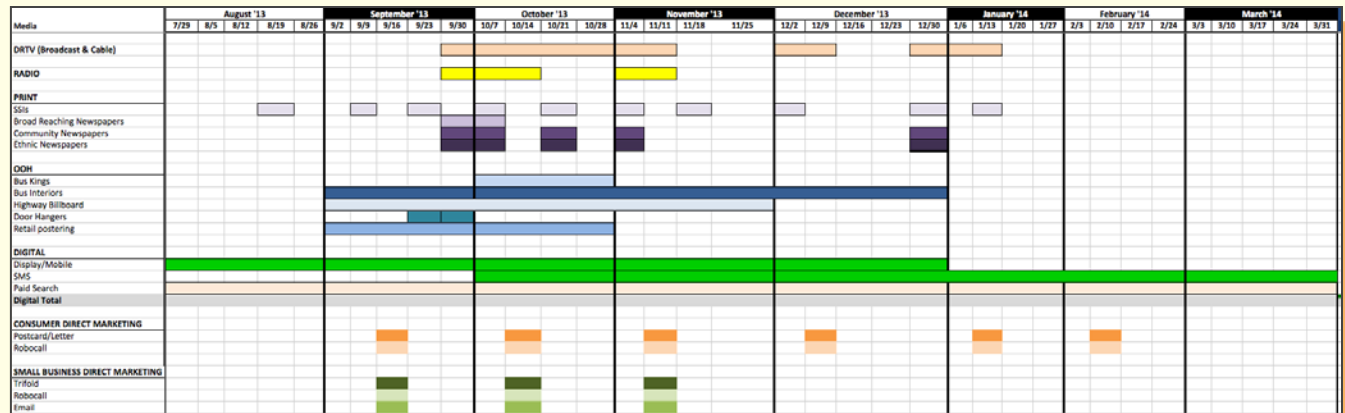 August '13 September '13 October '13 November '13 December '13 January '14 February '14 March '14
Media 7/29 8/5 8/12 8/19 8/26 9/2 9/9 9/16 9/23 9/30 10/7 10/14 10/21 10/28 11/4 11/11 11/18 11/25 12/2 12/9 12/16 12/23 12/30 1/6 1/13 1/20 1/27 2/3 2/10 2/17 2/24 3/3 3/10 3/17 3/24 3/31
DRTV (Broadcast & Cable)
RADIO
PRINT
SSIs
Broad Reaching Newspapers
Community Newspapers
Ethnic Newspapers
OOH
Bus Kings
Bus Interiors
Highway Billboard
Door Hangers
Retail postering
DIGITAL
Display/Mobile
SMS
Paid Search
Digital Total
CONSUMER DIRECT MARKETING
Postcard/Letter
Robocall
SMALL BUSINESS DIRECT MARKETING
Trifold
Robocall
Email